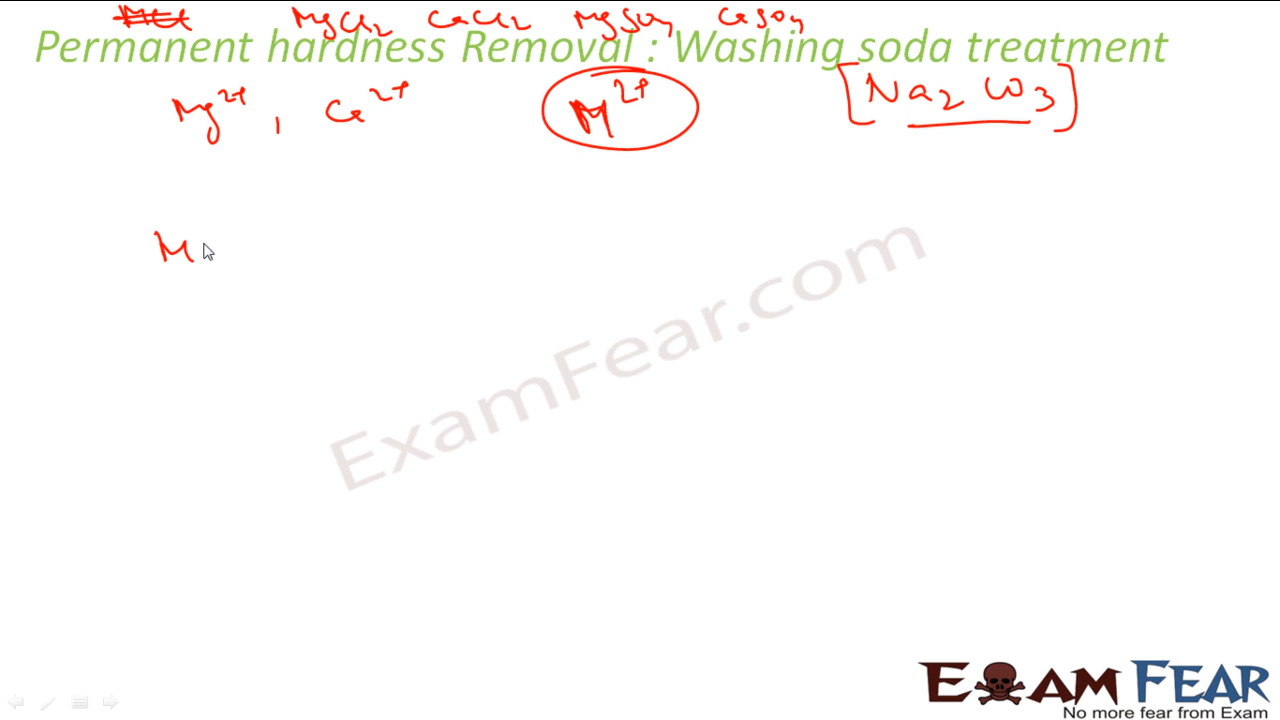 MgCl2 CaCl2 MgSO4 CaSO4
Permanent hardness Removal : Washing soda treatment
Mg2+, Ca2+ M2+ [Na2CO3]
M
ExamFear.com
EXAM FEAR
No more fear from Exam